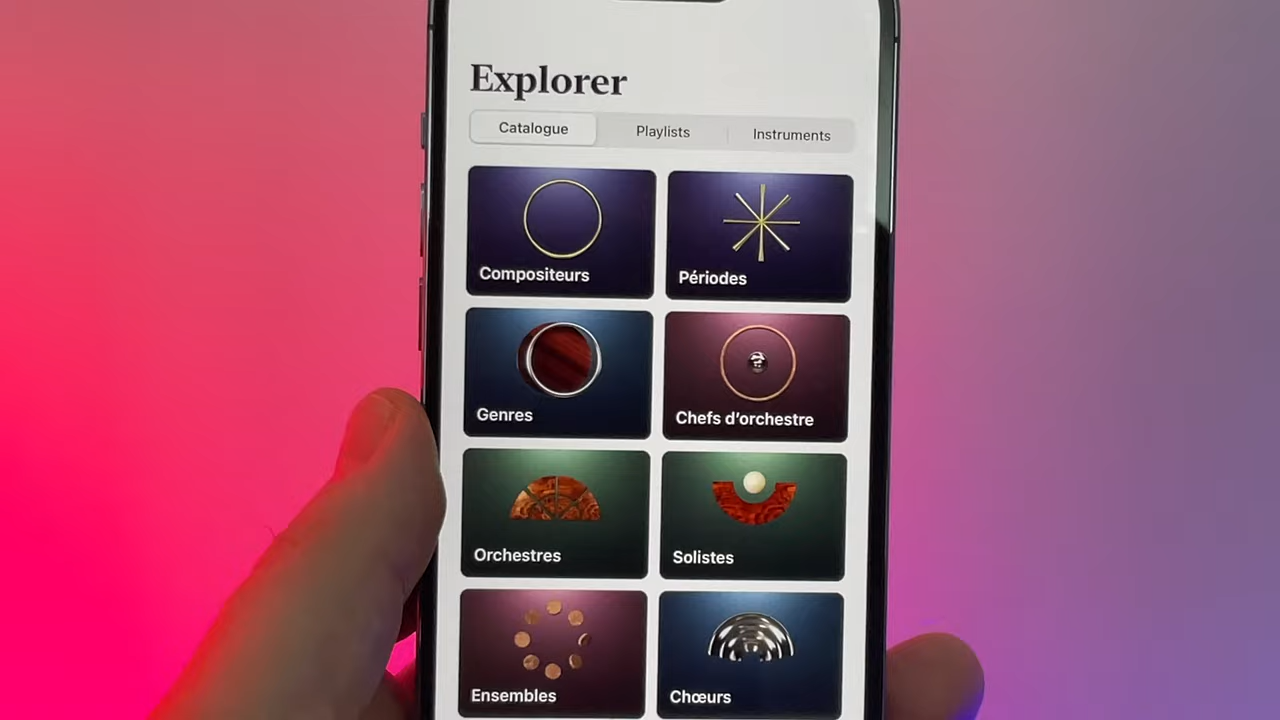 Explorer
Catalogue
Playlists
Instruments
Compositeurs
Périodes
Genres
Chefs d’orchestre
Orchestres
Solistes
Ensembles
Chœurs